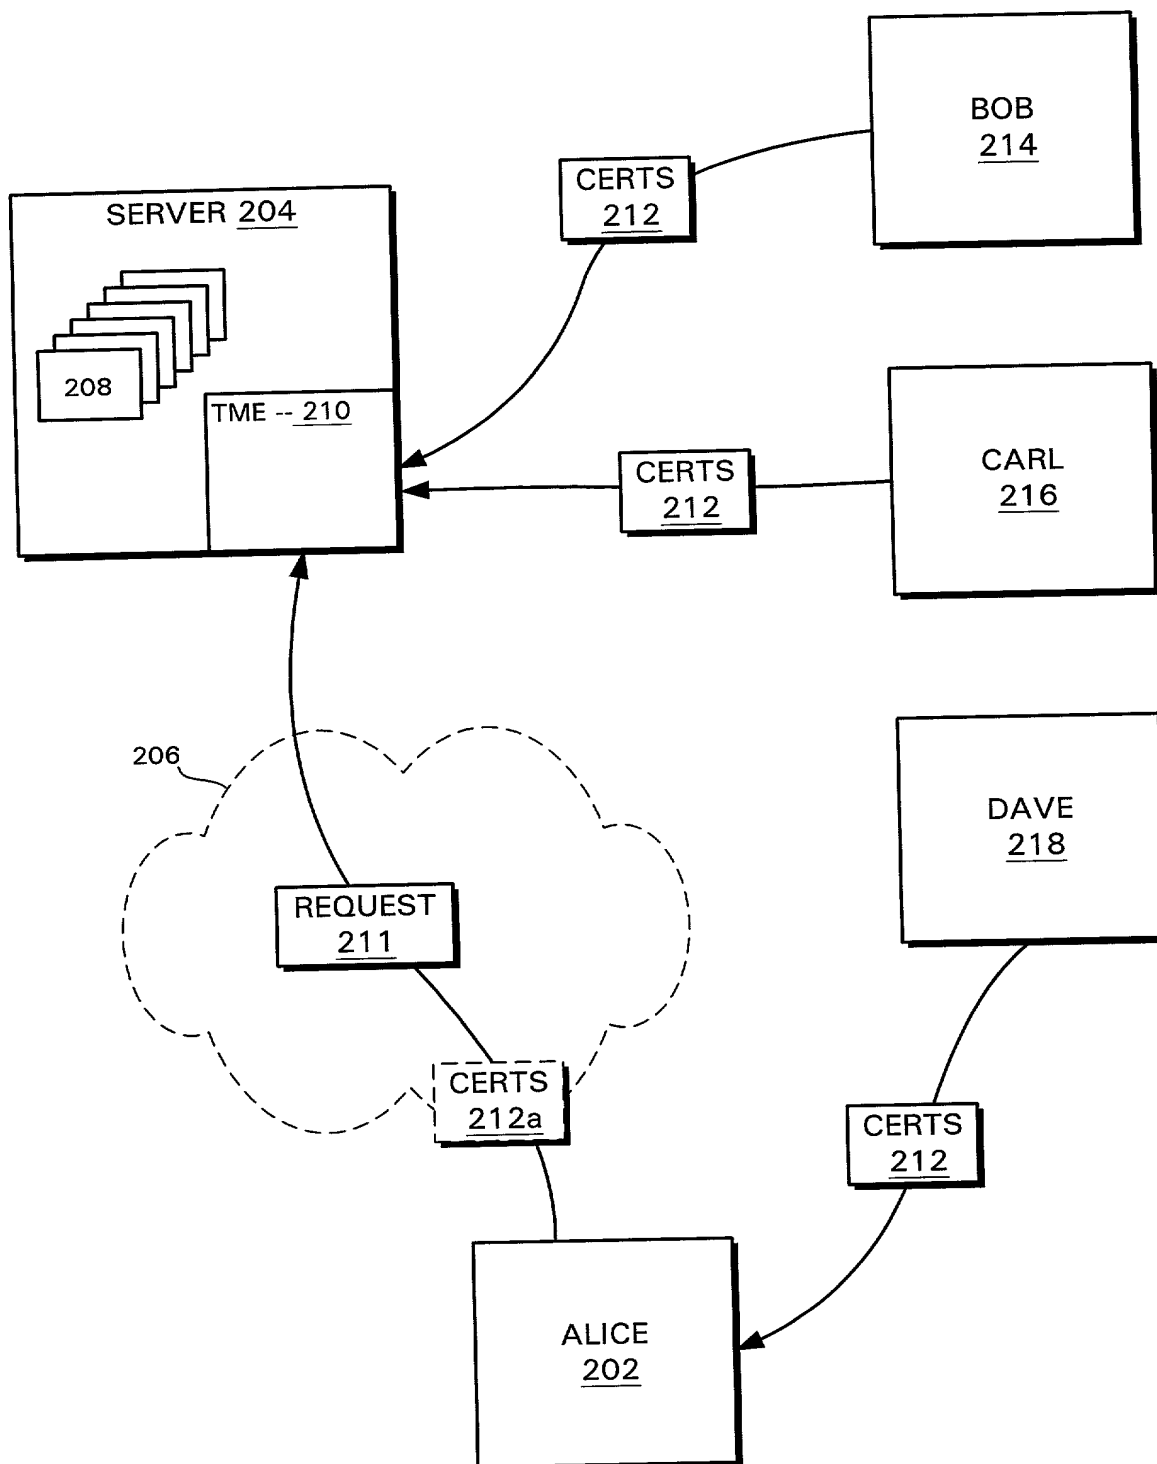 BOB
214
CERTS
212
SERVER 204
208
TME -- 210
CARL
216
CERTS
212
206
DAVE
218
REQUEST
211
CERTS
212a
CERTS
212
ALICE
202